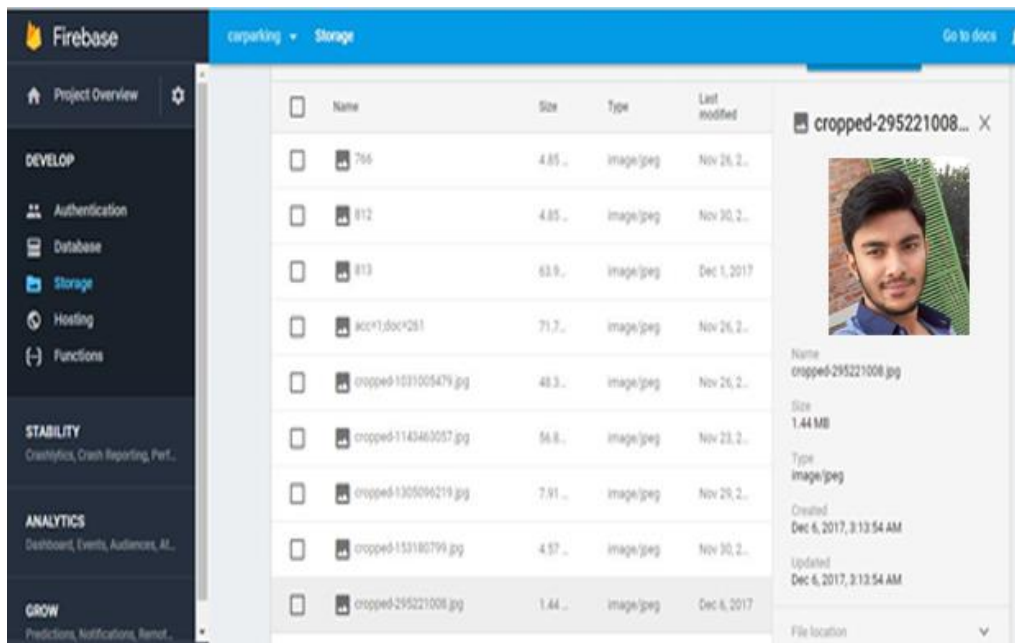 Firebase
carparking Storage
Go to docs
Project Overview
DEVELOP
Authentication
Database
Storage
Hosting
Functions
STABILITY
Crashlytics, Crash Reporting, Perf...
ANALYTICS
Dashboard, Events, Audiences, At...
GROW
Predictions, Notifications, Remot...
Name Size Type Last modified
766 4.85 ... image/jpeg Nov 26, 2...
812 4.85 ... image/jpeg Nov 30, 2...
813 63.9... image/jpeg Dec 1, 2017
acc=1;doc=261 71.7... image/jpeg Nov 26, 2...
cropped-1031005479.jpg 48.3... image/jpeg Nov 26, 2...
cropped-1143463057.jpg 56.8... image/jpeg Nov 23, 2...
cropped-1305096219.jpg 7.91 ... image/jpeg Nov 29, 2...
cropped-153180799.jpg 4.57 ... image/jpeg Nov 30, 2...
cropped-295221008.jpg 1.44 ... image/jpeg Dec 6, 2017
cropped-295221008...
Name
cropped-295221008.jpg
Size
1.44 MB
Type
image/jpeg
Created
Dec 6, 2017, 3:13:54 AM
Updated
Dec 6, 2017, 3:13:54 AM
File location